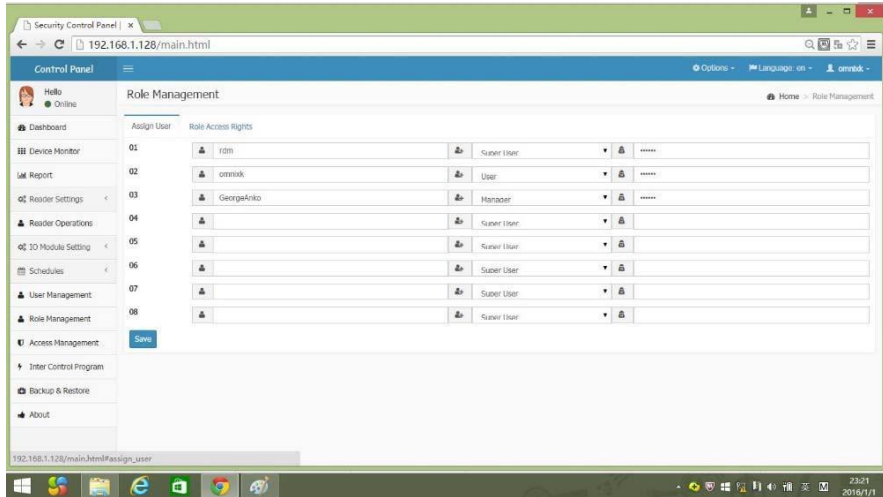 Security Control Panel |
192.168.1.128/main.html
Control Panel
Options
Language: en
omnixk
Hello
Online
Role Management
Home > Role Management
Dashboard
Device Monitor
Report
Reader Settings
Reader Operations
IO Module Setting
Schedules
User Management
Role Management
Access Management
Inter Control Program
Backup & Restore
About
Assign User
Role Access Rights
01 rdm Super User ••••••
02 omnixk User ••••••
03 GeorgeAnko Manager ••••••
04 Super User
05 Super User
06 Super User
07 Super User
08 Super User
Save
192.168.1.128/main.html#assign_user
英
M
23:21
2016/1/1